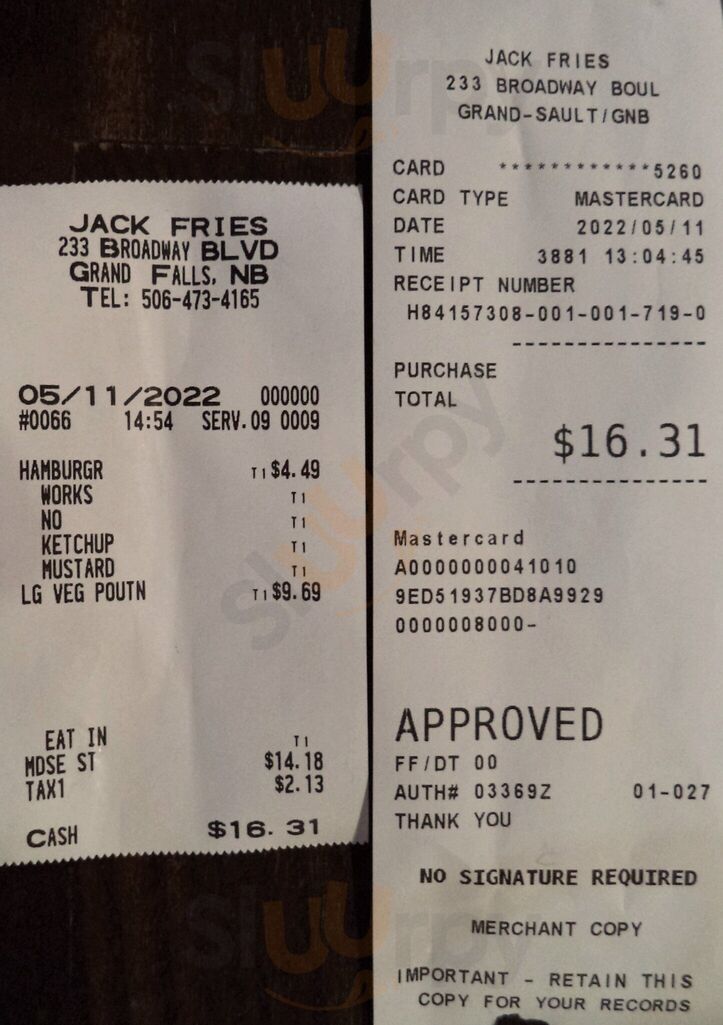 JACK FRIES
233 BROADWAY BLVD
GRAND FALLS, NB
TEL: 506-473-4165
05/11/2022 000000
#0066 14:54 SERV.09 0009
HAMBURGR T1 $4.49
WORKS T1
NO T1
KETCHUP T1
MUSTARD T1
LG VEG POUTN T1 $9.69
EAT IN T1
MDSE ST $14.18
TAX1 $2.13
CASH $16.31
JACK FRIES
233 BROADWAY BOUL
GRAND-SAULT/GNB
CARD ************5260
CARD TYPE MASTERCARD
DATE 2022/05/11
TIME 3881 13:04:45
RECEIPT NUMBER
H84157308-001-001-719-0
---------------
PURCHASE
TOTAL
$16.31
---------------
Mastercard
A0000000041010
9ED51937BD8A9929
0000008000-
APPROVED
FF/DT 00
AUTH# 03369Z 01-027
THANK YOU
NO SIGNATURE REQUIRED
MERCHANT COPY
IMPORTANT - RETAIN THIS
COPY FOR YOUR RECORDS
slurpy
slurpy
slurpy